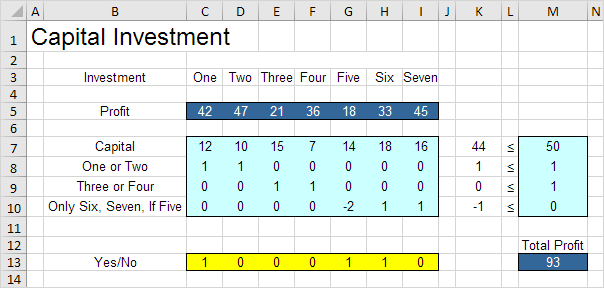 A B C D E F G H I J K L M N
1 Capital Investment
2
3 Investment One Two Three Four Five Six Seven
4
5 Profit 42 47 21 36 18 33 45
6
7 Capital 12 10 15 7 14 18 16 44 ≤ 50
8 One or Two 1 1 0 0 0 0 0 1 ≤ 1
9 Three or Four 0 0 1 1 0 0 0 0 ≤ 1
10 Only Six, Seven, If Five 0 0 0 0 -2 1 1 -1 ≤ 0
11
12 Total Profit
13 Yes/No 1 0 0 0 1 1 0 93
14